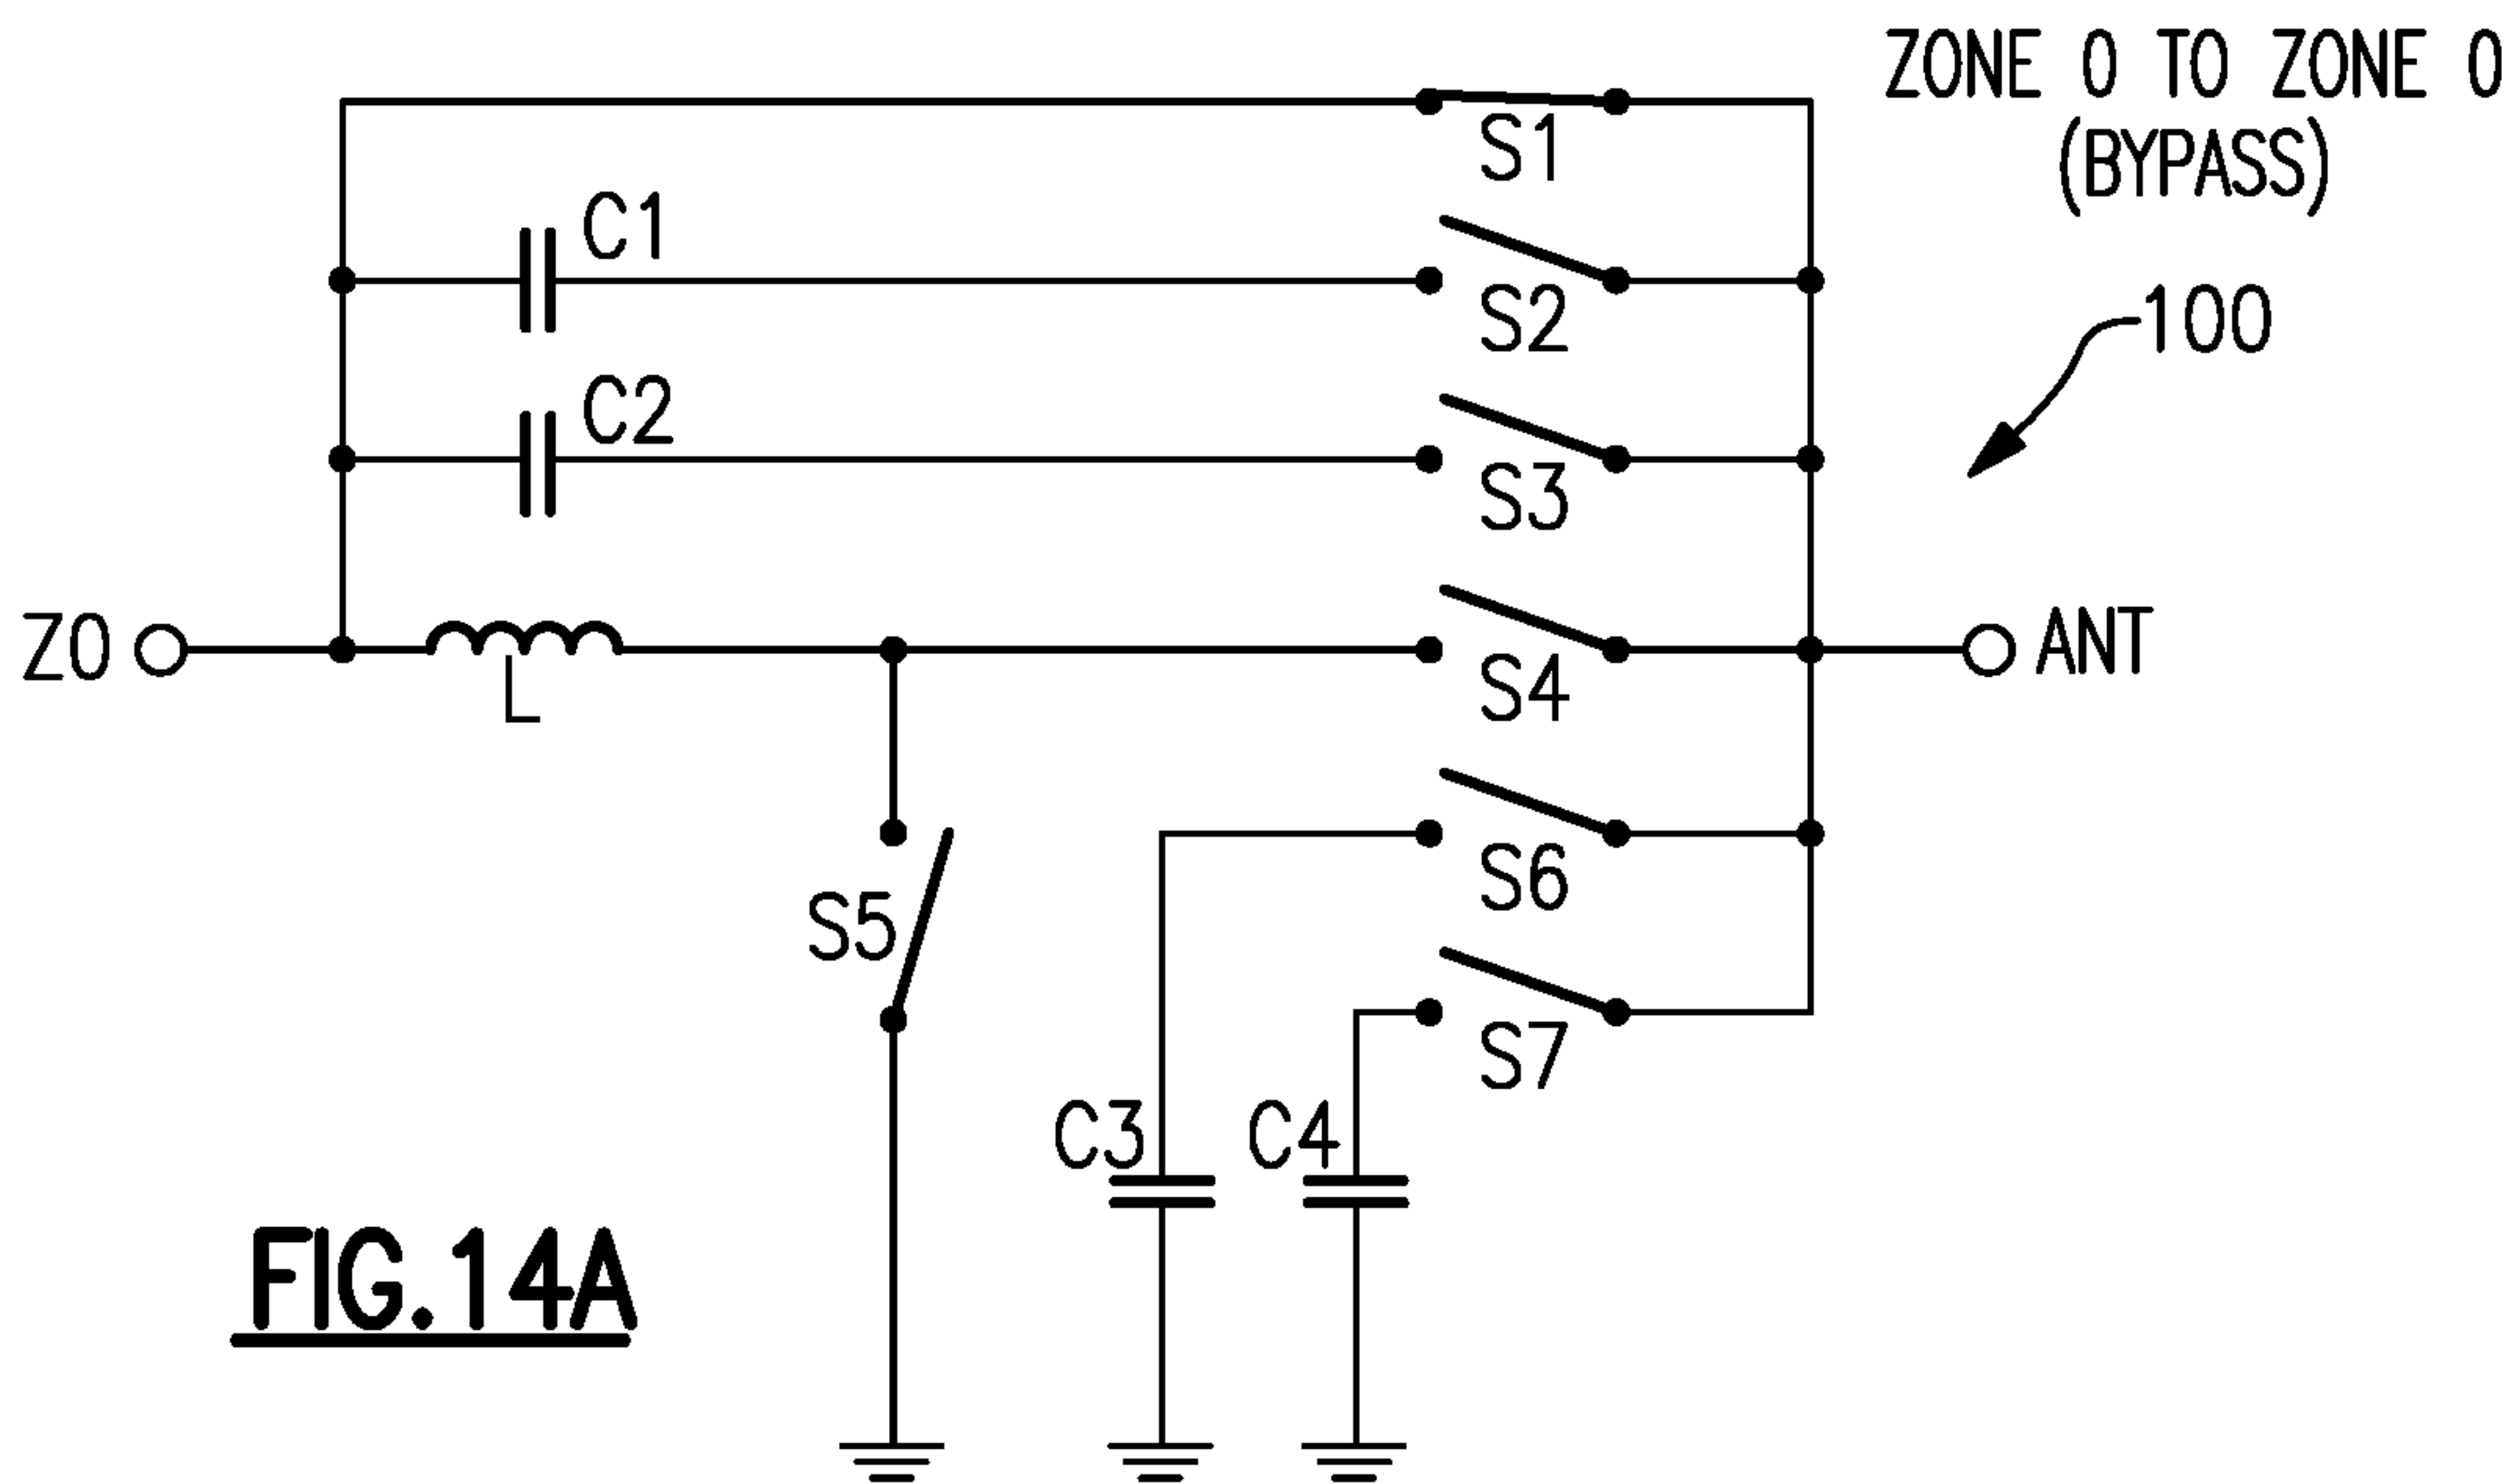 ZONE 0 TO ZONE 0
(BYPASS)
S1
C1
S2
100
C2
S3
Z0
L
S4
ANT
S6
S5
S7
C3
C4
FIG.14A